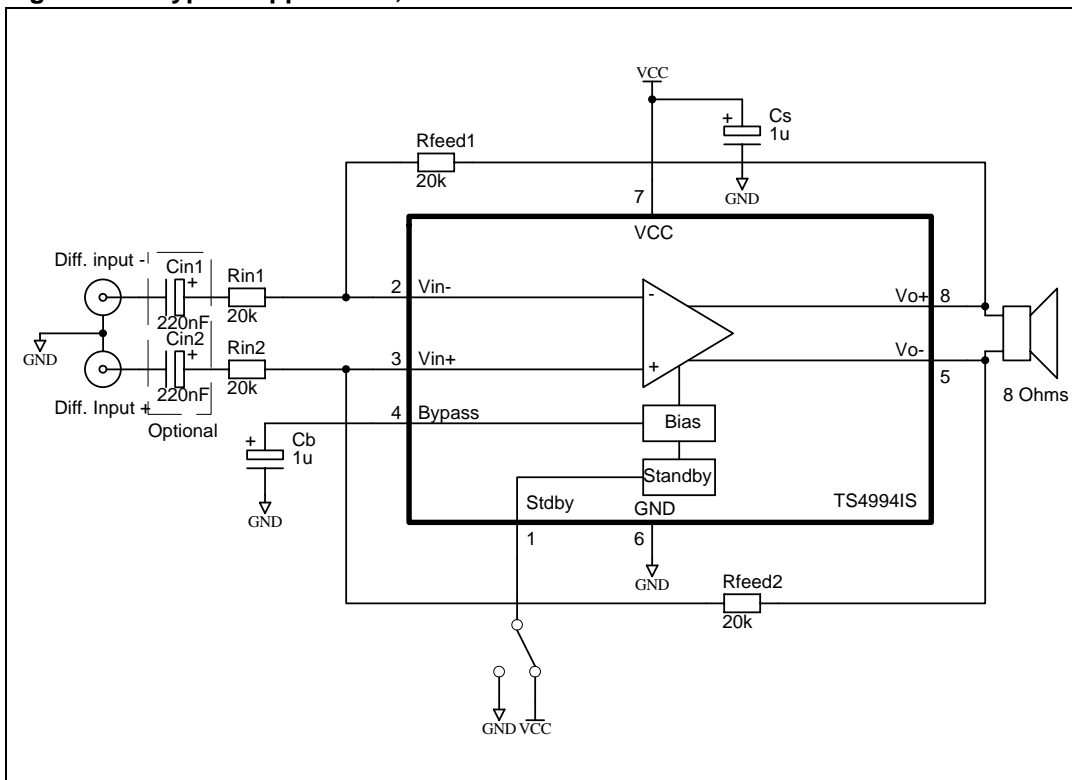 VCC
+
Cs
1u
GND
Rfeed1
20k
7
VCC
Diff. input -
Cin1
+
220nF
Rin1
20k
2
Vin-
-
Vo+
8
GND
Cin2
+
220nF
Rin2
20k
3
Vin+
+
Vo-
5
8 Ohms
Diff. Input +
Optional
4
Bypass
Bias
+
Cb
1u
GND
Standby
Stdby
GND
TS4994IS
1
6
GND
Rfeed2
20k
GND
VCC